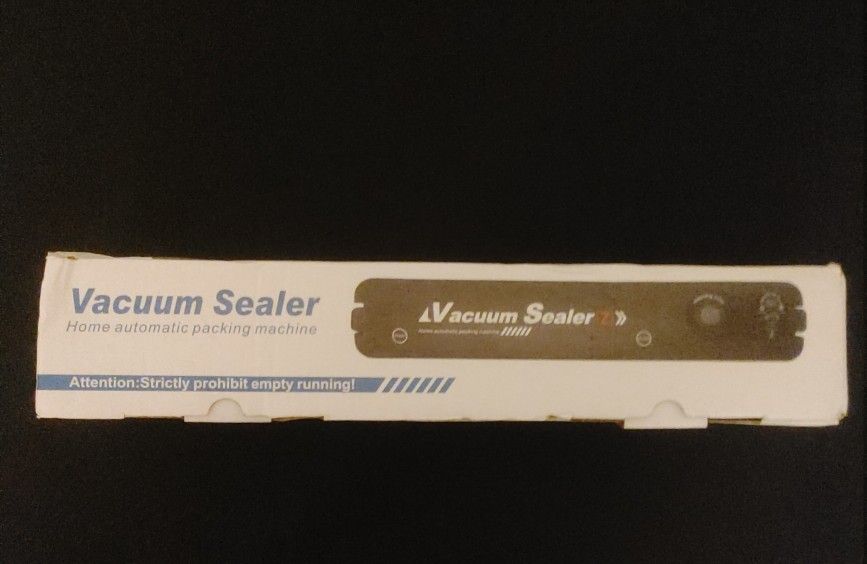 Vacuum Sealer
Home automatic packing machine
Attention:Strictly prohibit empty running!
Vacuum Sealer Z
Home automatic packing machine